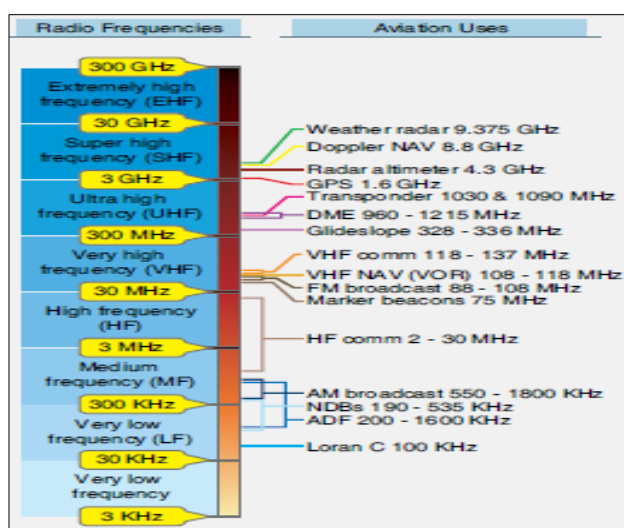 Radio Frequencies
Aviation Uses
300 GHz
Extremely high
frequency (EHF)
30 GHz
Super high
frequency (SHF)
3 GHz
Ultra high
frequency (UHF)
300 MHz
Very high
frequency (VHF)
30 MHz
High frequency
(HF)
3 MHz
Medium
frequency (MF)
300 KHz
Very low
frequency (LF)
30 KHz
Very low
frequency
3 KHz
Weather radar 9.375 GHz
Doppler NAV 8.8 GHz
Radar altimeter 4.3 GHz
GPS 1.6 GHz
Transponder 1030 & 1090 MHz
DME 960 - 1215 MHz
Glideslope 328 - 336 MHz
VHF comm 118 - 137 MHz
VHF NAV (VOR) 108 - 118 MHz
FM broadcast 88 - 108 MHz
Marker beacons 75 MHz
HF comm 2 - 30 MHz
AM broadcast 550 - 1800 KHz
NDBs 190 - 535 KHz
ADF 200 - 1600 KHz
Loran C 100 KHz